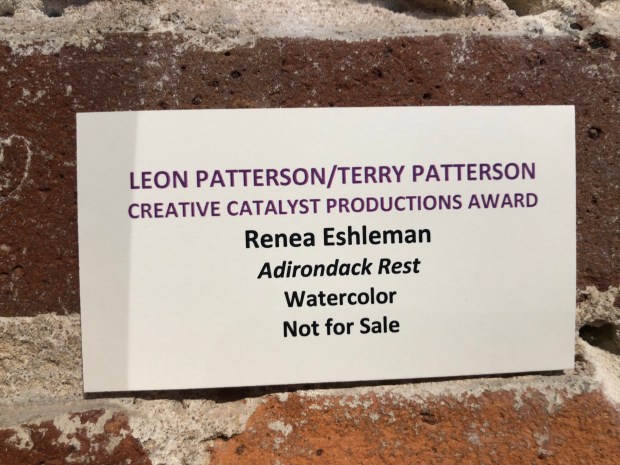 LEON PATTERSON/TERRY PATTERSON
CREATIVE CATALYST PRODUCTIONS AWARD
Renea Eshleman
Adirondack Rest
Watercolor
Not for Sale